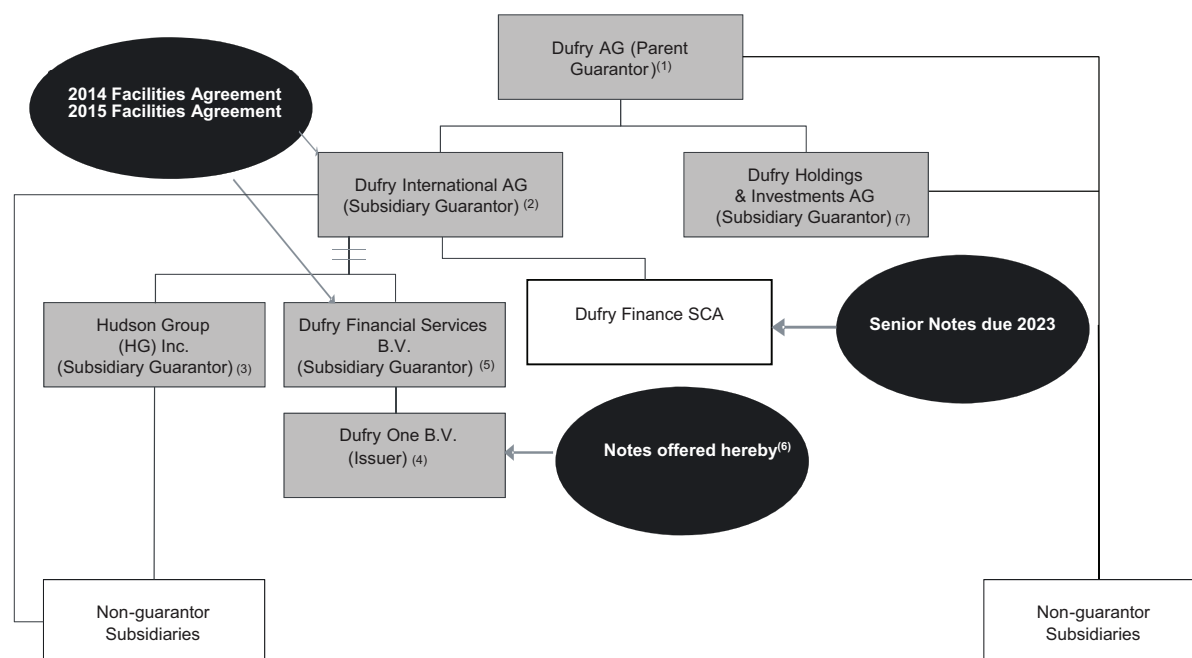 Dufry AG (Parent
Guarantor)(1)
2014 Facilities Agreement
2015 Facilities Agreement
Dufry International AG
(Subsidiary Guarantor) (2)
Dufry Holdings
& Investments AG
(Subsidiary Guarantor) (7)
Hudson Group
(HG) Inc.
(Subsidiary Guarantor) (3)
Dufry Financial Services
B.V.
(Subsidiary Guarantor) (5)
Dufry Finance SCA
Senior Notes due 2023
Dufry One B.V.
(Issuer) (4)
Notes offered hereby(6)
Non-guarantor
Subsidiaries
Non-guarantor
Subsidiaries